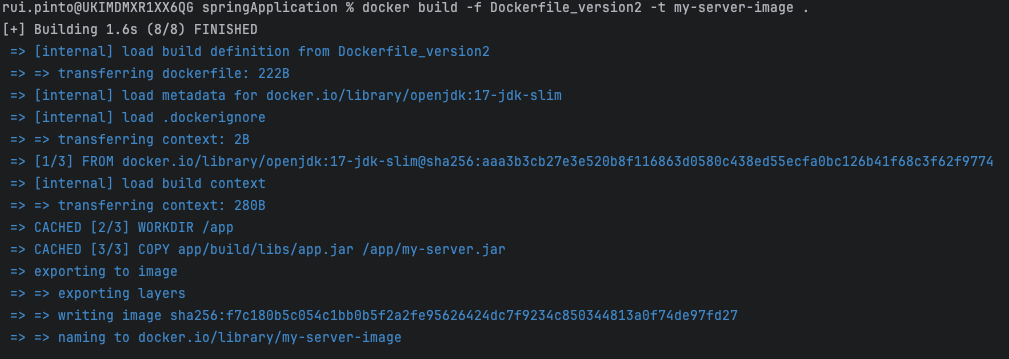 rui.pinto@UKIMDMXR1XX6QG springApplication % docker build -f Dockerfile_version2 -t my-server-image .
[+] Building 1.6s (8/8) FINISHED
=> [internal] load build definition from Dockerfile_version2
=> => transferring dockerfile: 222B
=> [internal] load metadata for docker.io/library/openjdk:17-jdk-slim
=> [internal] load .dockerignore
=> => transferring context: 2B
=> [1/3] FROM docker.io/library/openjdk:17-jdk-slim@sha256:aaa3b3cb27e3e520b8f116863d0580c438ed55ecfa0bc126b41f68c3f62f9774
=> [internal] load build context
=> => transferring context: 280B
=> CACHED [2/3] WORKDIR /app
=> CACHED [3/3] COPY app/build/libs/app.jar /app/my-server.jar
=> exporting to image
=> => exporting layers
=> => writing image sha256:f7c180b5c054c1bb0b5f2a2fe95626424dc7f9234c850344813a0f74de97fd27
=> => naming to docker.io/library/my-server-image